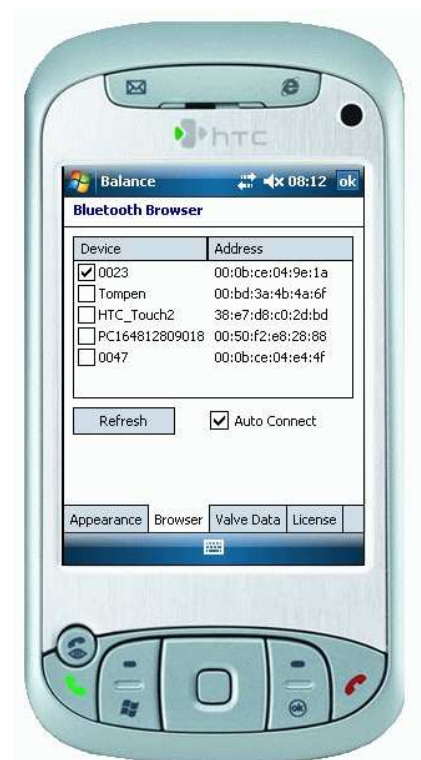 htc
Balance 08:12 ok
Bluetooth Browser
Device Address
0023 00:0b:ce:04:9e:1a
Tompen 00:bd:3a:4b:4a:6f
HTC_Touch2 38:e7:d8:c0:2d:bd
PC164812809018 00:50:f2:e8:28:88
0047 00:0b:ce:04:e4:4f
Refresh Auto Connect
Appearance Browser Valve Data License
ok